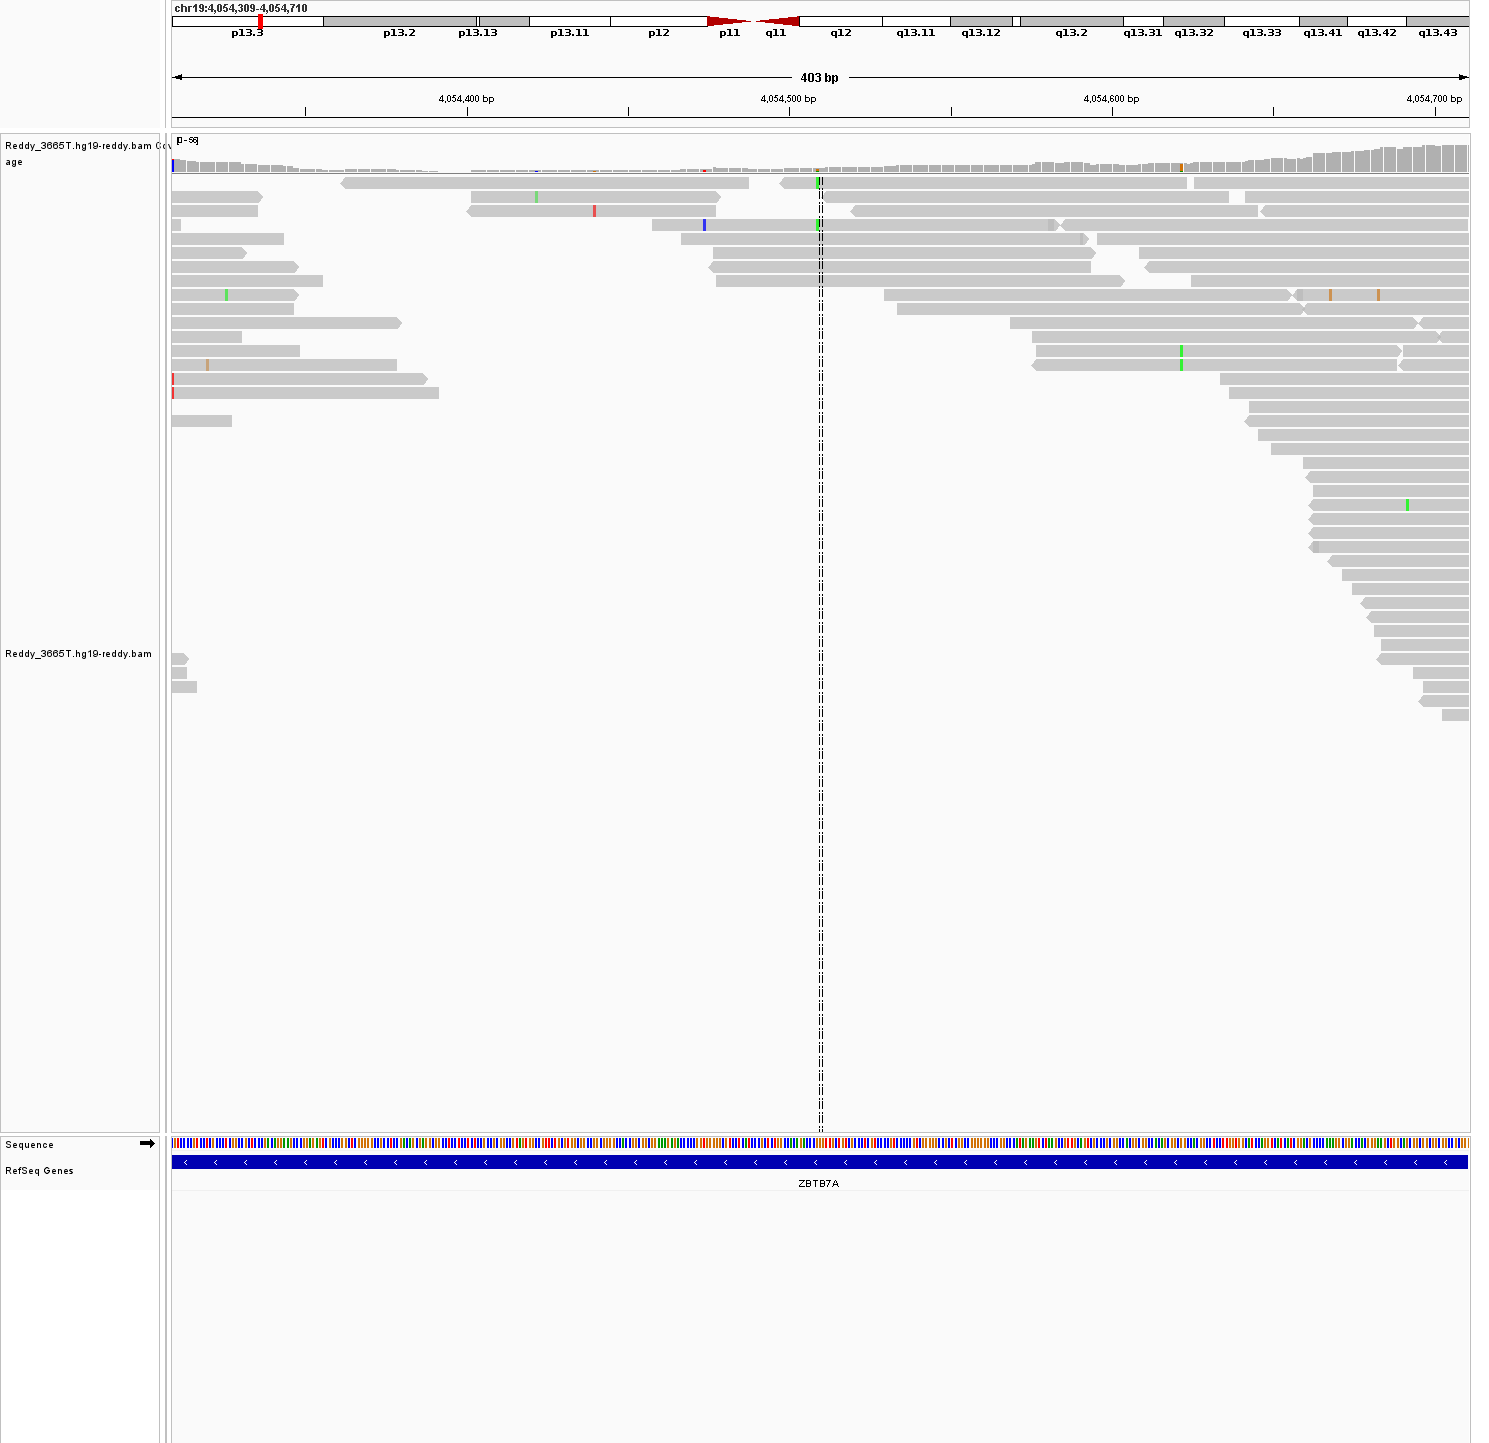 chr19:4,054,309-4,054,710
p13.3 p13.2 p13.13 p13.11 p12 p11 q11 q12 q13.11 q13.12 q13.2 q13.31 q13.32 q13.33 q13.41 q13.42 q13.43
403 bp
4,054,400 bp 4,054,500 bp 4,054,600 bp 4,054,700 bp
Reddy_3665T.hg19-reddy.bam Cov
age
Reddy_3665T.hg19-reddy.bam
Sequence
RefSeq Genes
ZBTB7A